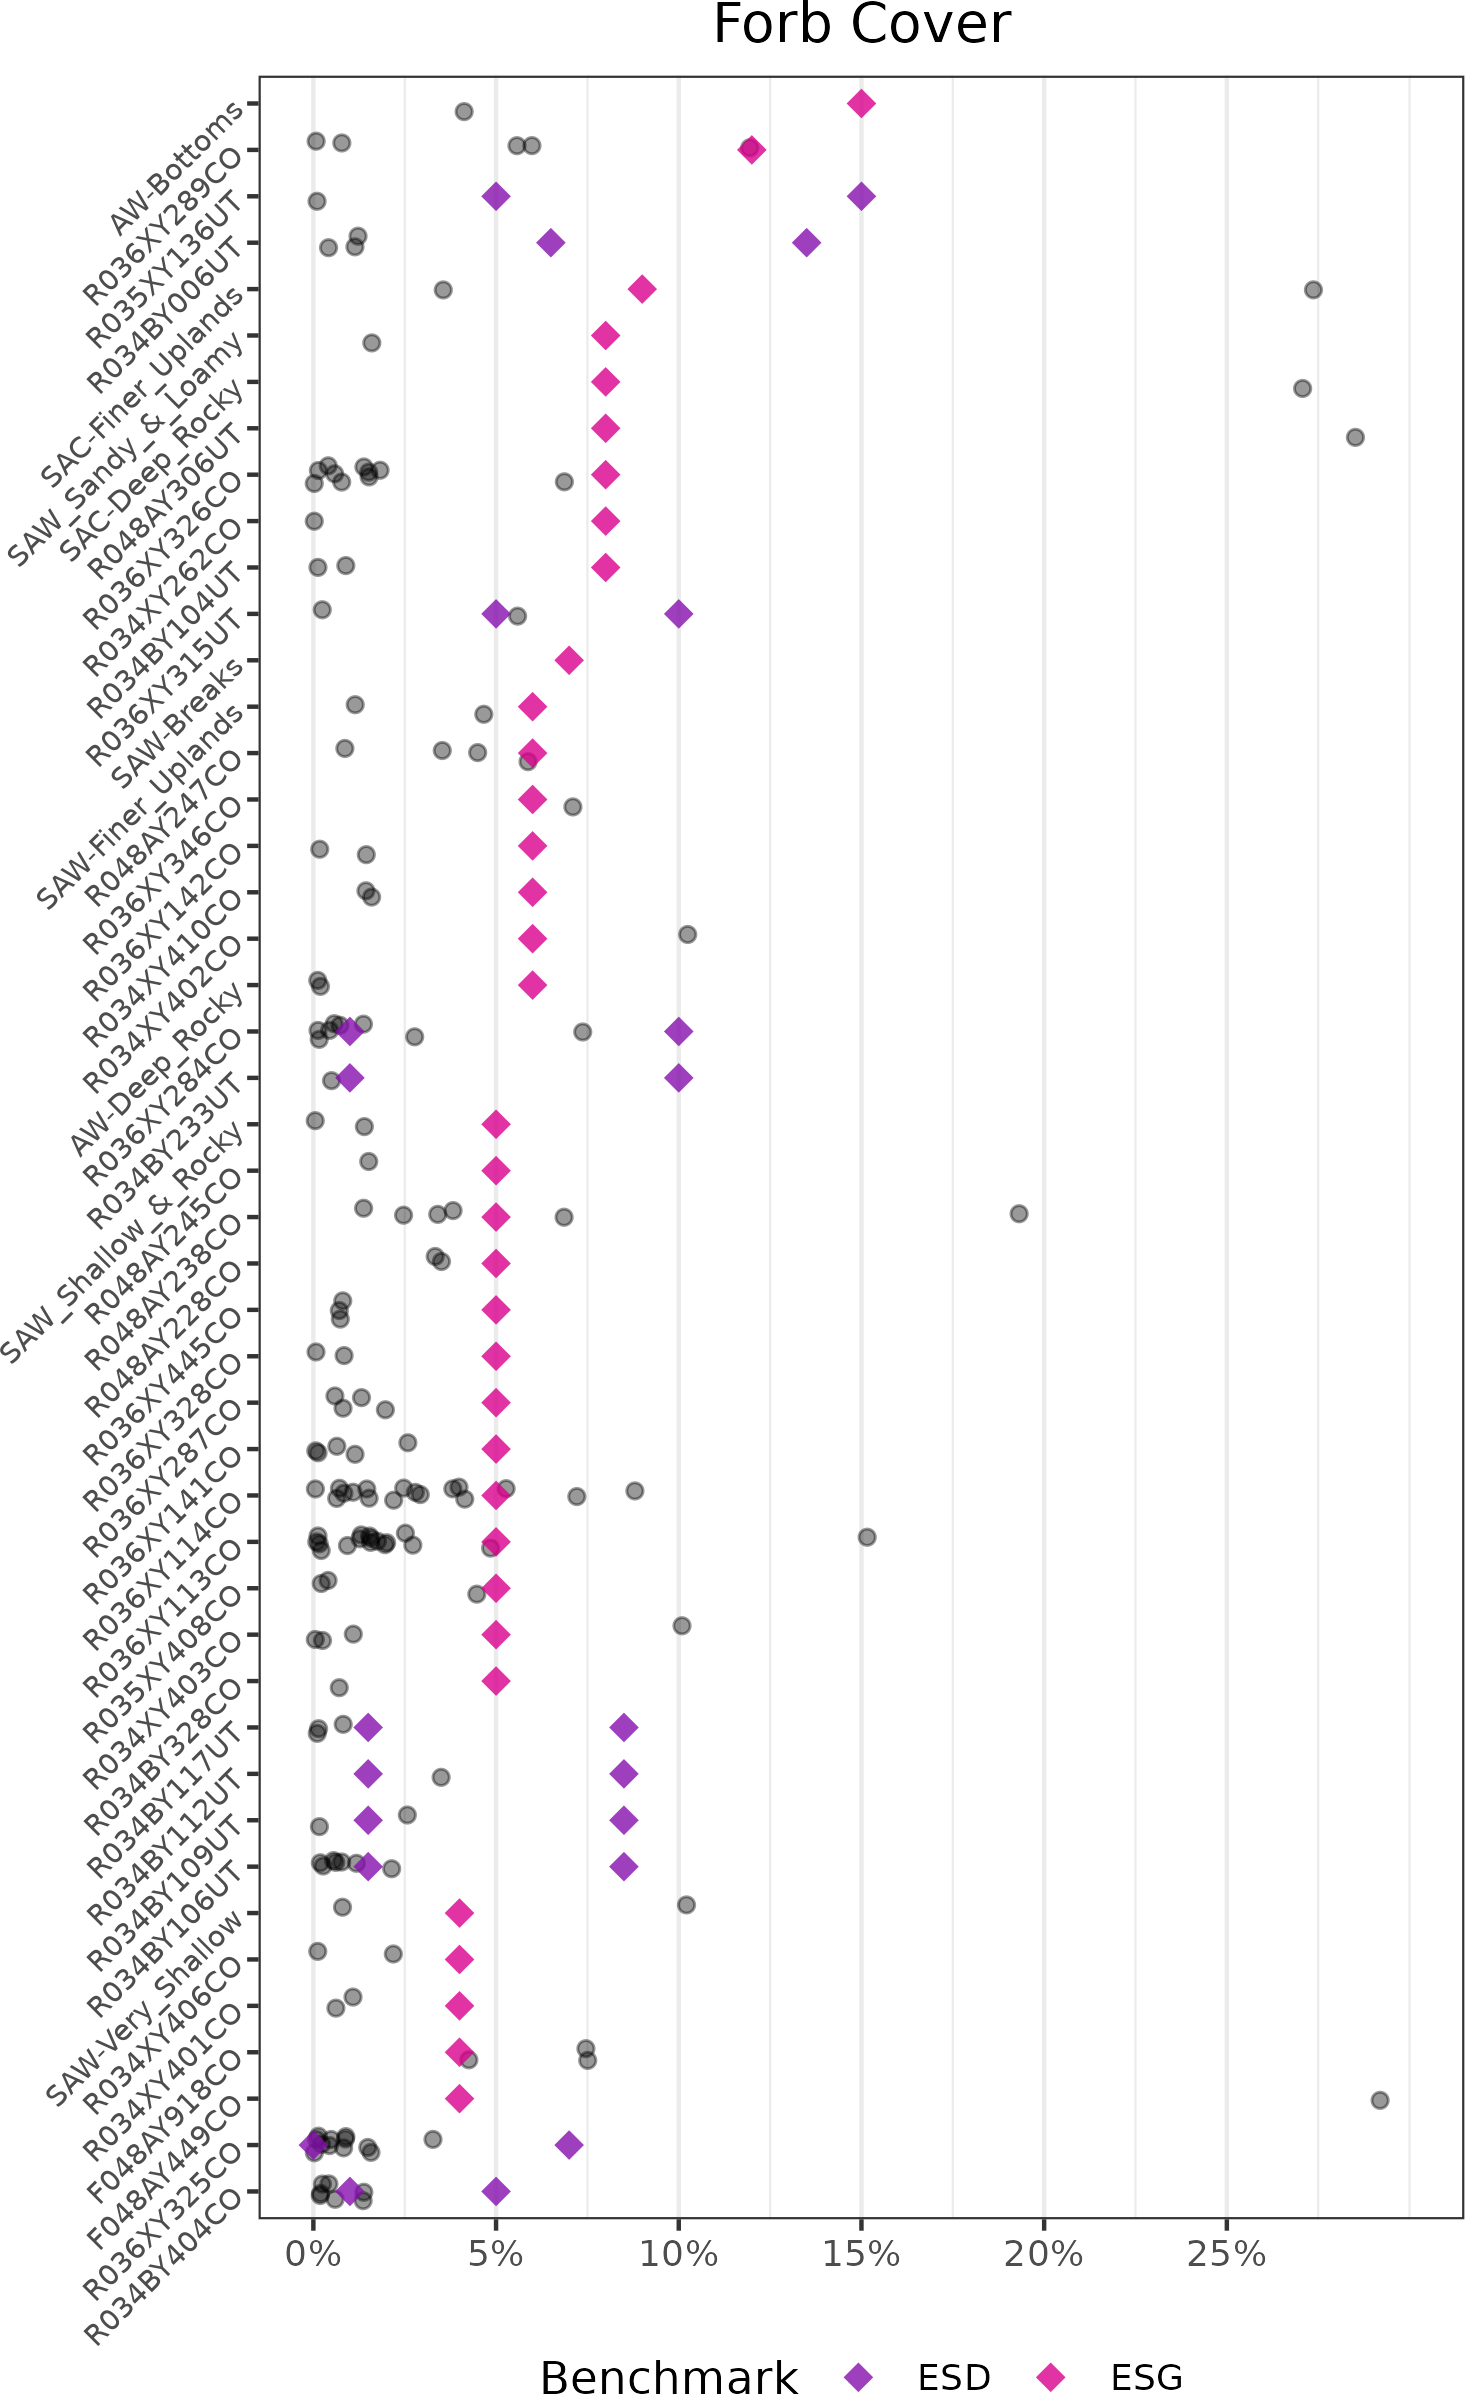 Forb Cover
AW-Bottoms
R036XY289CO
R035XY136UT
R034BY006UT
SAC-Finer_Uplands
SAW_Sandy_&_Loamy
SAC-Deep_Rocky
R048AY306UT
R036XY326CO
R034XY262CO
R034BY104UT
R036XY315UT
SAW-Breaks
SAW-Finer_Uplands
R048AY247CO
R036XY346CO
R036XY142CO
R034XY410CO
R034XY402CO
AW-Deep_Rocky
R036XY284CO
R034BY233UT
SAW_Shallow_&_Rocky
R048AY245CO
R048AY238CO
R048AY228CO
R036XY445CO
R036XY328CO
R036XY287CO
R036XY141CO
R036XY114CO
R036XY113CO
R035XY408CO
R034XY403CO
R034BY328CO
R034BY117UT
R034BY112UT
R034BY109UT
R034BY106UT
SAW-Very_Shallow
R034XY406CO
R034XY401CO
F048AY918CO
F048AY449CO
R036XY325CO
R034BY404CO
0% 5% 10% 15% 20% 25%
Benchmark ESD ESG